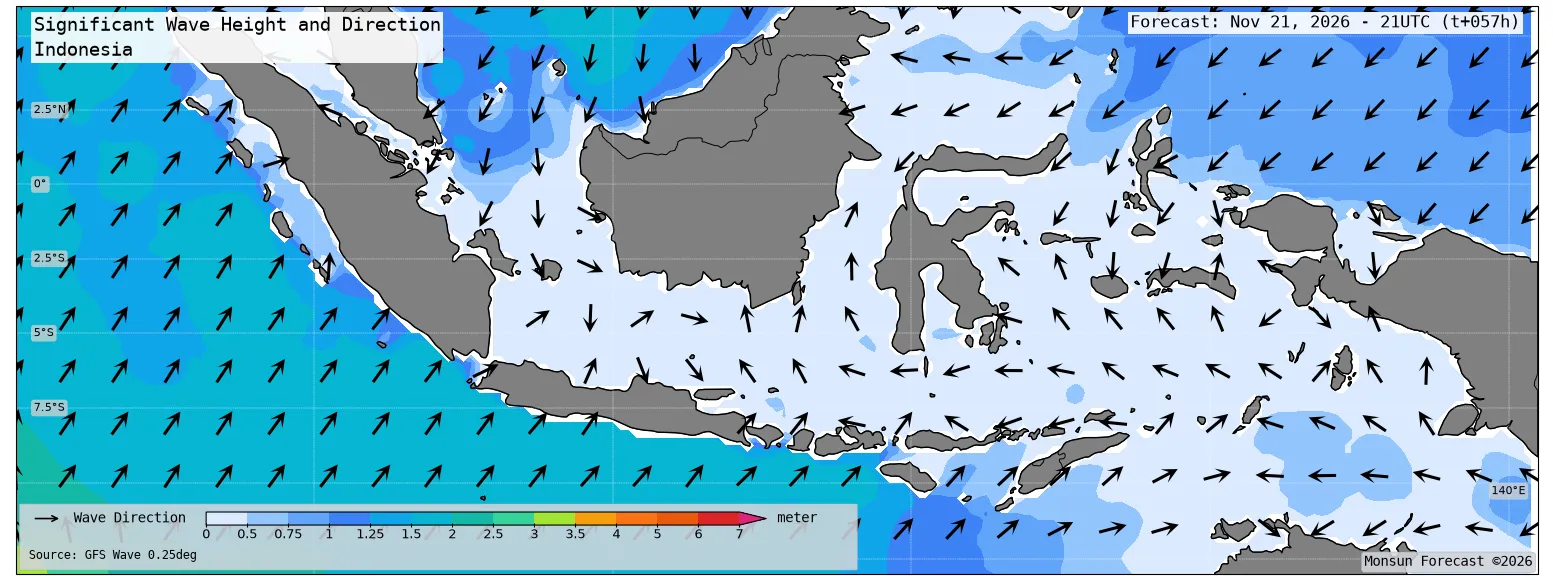 Significant Wave Height and Direction
Indonesia
Forecast: Nov 21, 2026 - 21UTC (t+057h)
2.5°N
0°
2.5°S
5°S
7.5°S
140°E
Wave Direction
0 0.5 0.75 1 1.25 1.5 2 2.5 3 3.5 4 5 6 7
meter
Source: GFS Wave 0.25deg
Monsun Forecast ©2026